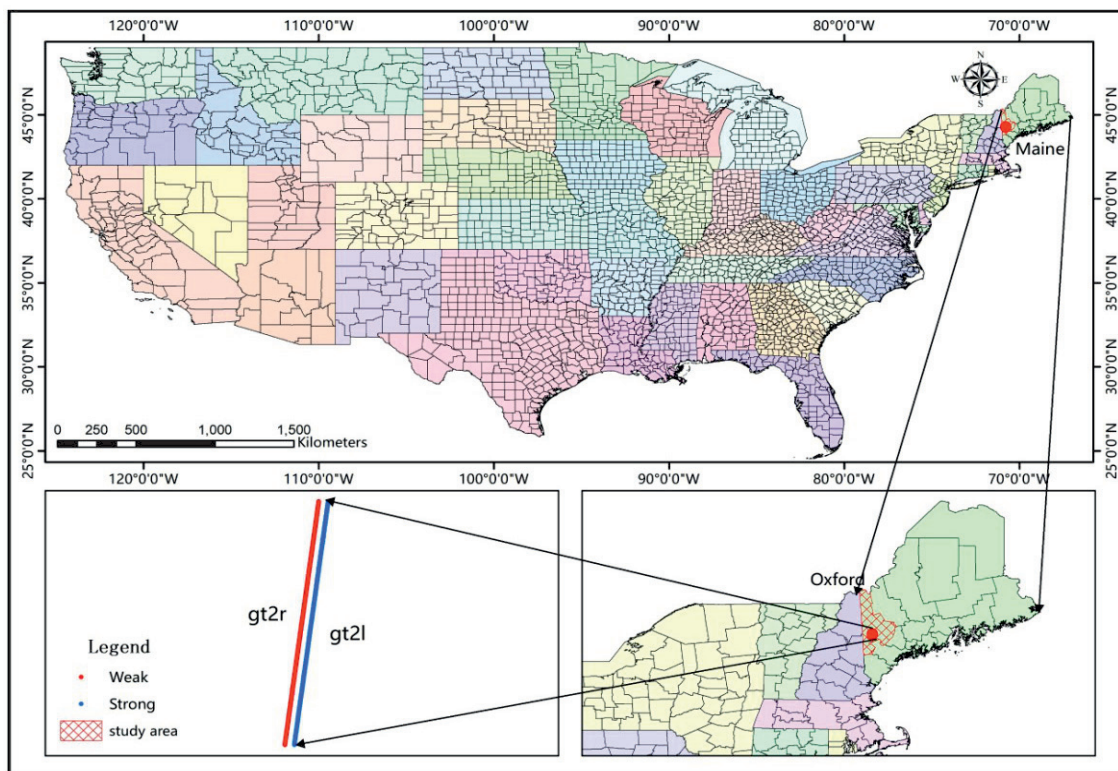 120°0'0"W 110°0'0"W 100°0'0"W 90°0'0"W 80°0'0"W 70°0'0"W
N
W E
S
45°0'0"N 45°0'0"N
Maine
40°0'0"N 40°0'0"N
35°0'0"N 35°0'0"N
30°0'0"N 30°0'0"N
25°0'0"N 25°0'0"N
0 250 500 1,000 1,500
Kilometers
120°0'0"W 110°0'0"W 100°0'0"W 90°0'0"W 80°0'0"W 70°0'0"W
gt2r
gt2l
Legend
Weak
Strong
study area
Oxford